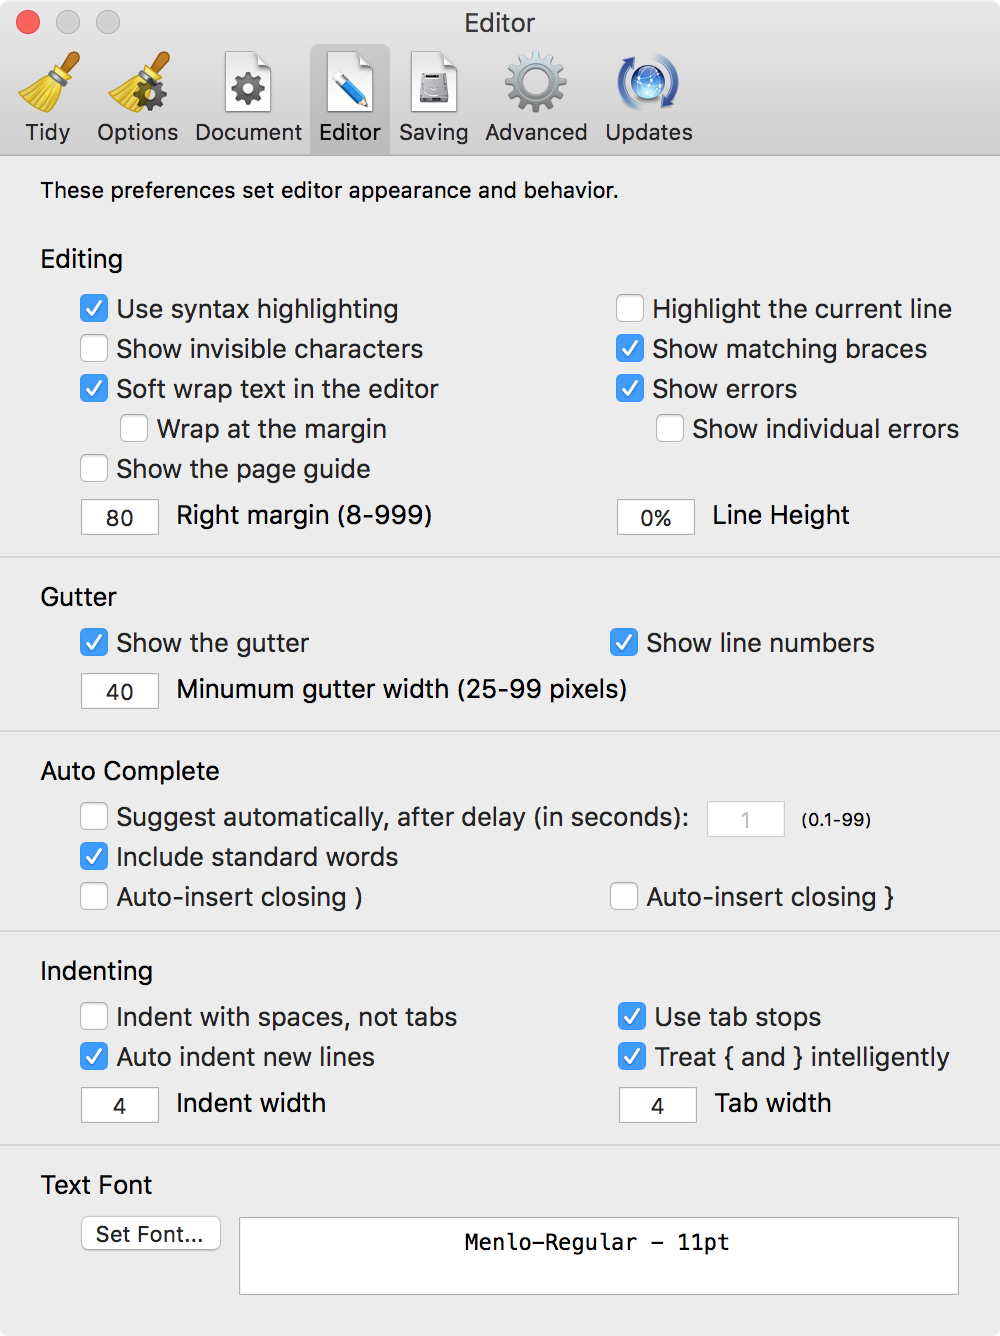 Editor
Tidy Options Document Editor Saving Advanced Updates
These preferences set editor appearance and behavior.
Editing
Use syntax highlighting Highlight the current line
Show invisible characters Show matching braces
Soft wrap text in the editor Show errors
Wrap at the margin Show individual errors
Show the page guide
80 Right margin (8-999) 0% Line Height
Gutter
Show the gutter Show line numbers
40 Minumum gutter width (25-99 pixels)
Auto Complete
Suggest automatically, after delay (in seconds): 1 (0.1-99)
Include standard words
Auto-insert closing ) Auto-insert closing }
Indenting
Indent with spaces, not tabs Use tab stops
Auto indent new lines Treat { and } intelligently
4 Indent width 4 Tab width
Text Font
Set Font... Menlo-Regular - 11pt